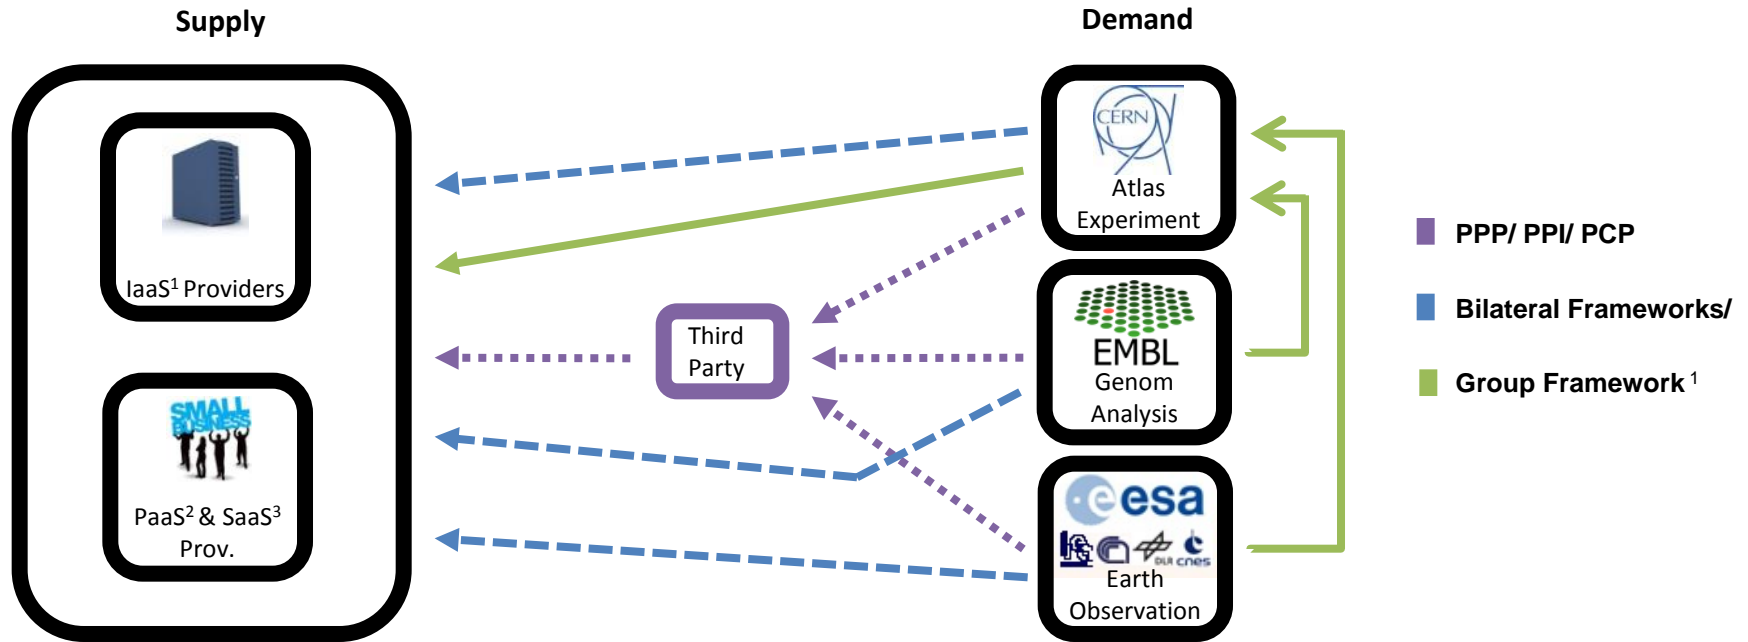 Supply
Demand
CERN
Atlas
Experiment
IaaS¹ Providers
Third
Party
EMBL
Genom
Analysis
SMALL
BUSINESS
PaaS² & SaaS³
Prov.
esa
DLR
cnes
Earth
Observation
PPP/ PPI/ PCP
Bilateral Frameworks/
Group Framework ¹